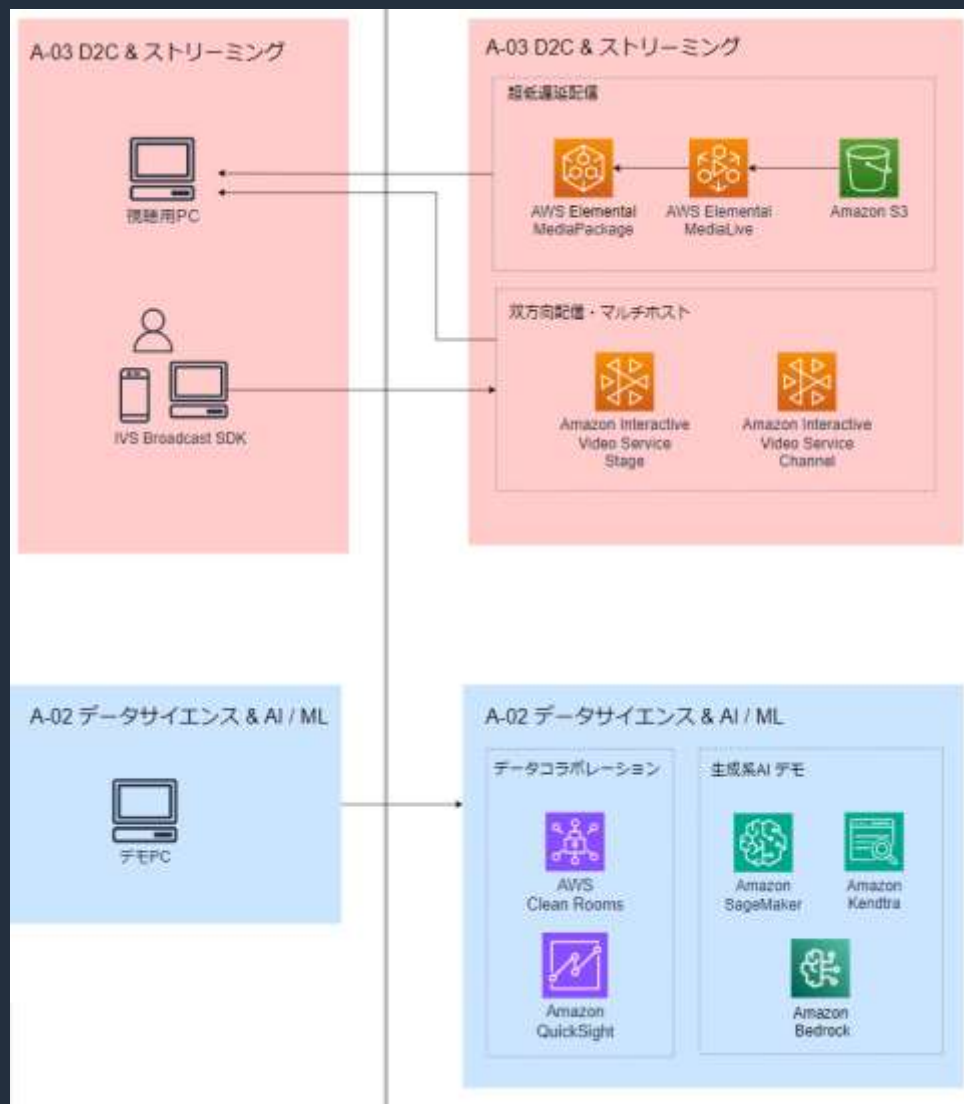 A-03 D2C & ストリーミング
視聴用PC
IVS Broadcast SDK
A-03 D2C & ストリーミング
超低遅延配信
AWS Elemental
MediaPackage
AWS Elemental
MediaLive
Amazon S3
双方向配信・マルチホスト
Amazon Interactive
Video Service
Stage
Amazon Interactive
Video Service
Channel
A-02 データサイエンス & AI / ML
デモPC
A-02 データサイエンス & AI / ML
データコラボレーション
AWS
Clean Rooms
Amazon
QuickSight
生成系AI デモ
Amazon
SageMaker
Amazon
Kendtra
Amazon
Bedrock